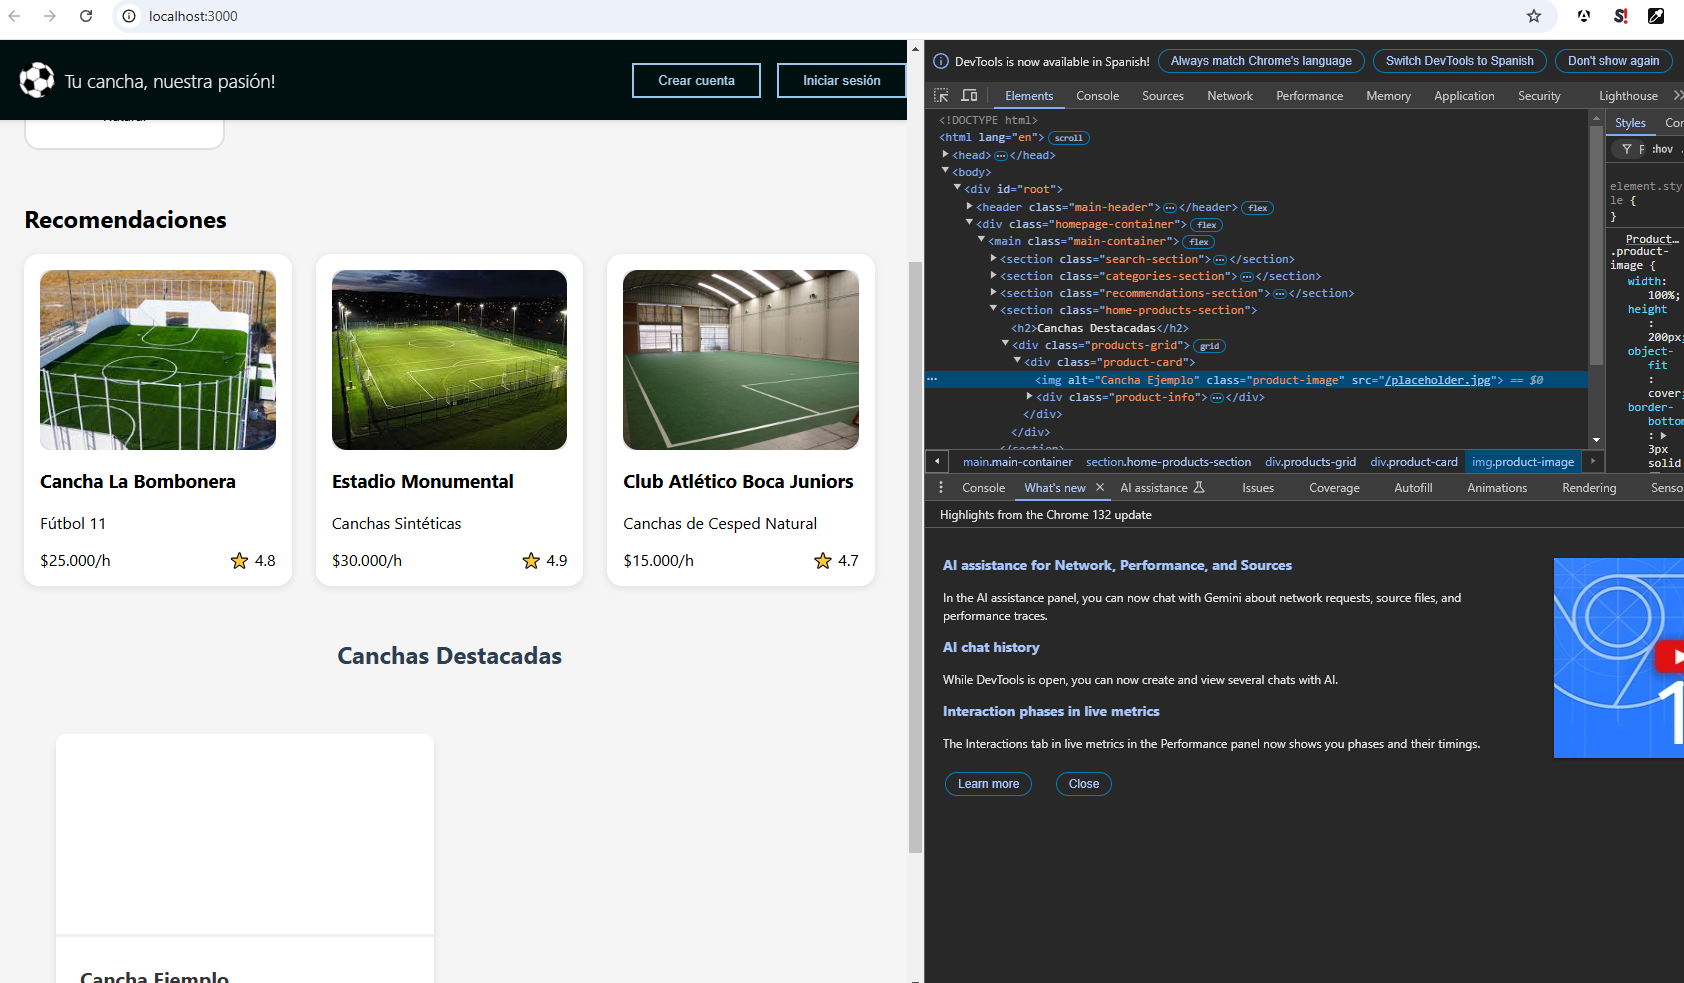 localhost:3000
Tu cancha, nuestra pasión!
Crear cuenta
Iniciar sesión
Recomendaciones
Cancha La Bombonera
Fútbol 11
$25.000/h
4.8
Estadio Monumental
Canchas Sintéticas
$30.000/h
4.9
Club Atlético Boca Juniors
Canchas de Cesped Natural
$15.000/h
4.7
Canchas Destacadas
Cancha Ejemplo
DevTools is now available in Spanish!
Always match Chrome's language
Switch DevTools to Spanish
Don't show again
Elements
Console
Sources
Network
Performance
Memory
Application
Security
Lighthouse
<!DOCTYPE html>
<html lang="en"> scroll
<head> ⋯ </head>
<body>
<div id="root">
<header class="main-header"> ⋯ </header> flex
<div class="homepage-container"> flex
<main class="main-container"> flex
<section class="search-section"> ⋯ </section>
<section class="categories-section"> ⋯ </section>
<section class="recommendations-section"> ⋯ </section>
<section class="home-products-section">
<h2>Canchas Destacadas</h2>
<div class="products-grid"> grid
<div class="product-card">
<img alt="Cancha Ejemplo" class="product-image" src="/placeholder.jpg"> == $0
<div class="product-info"> ⋯ </div>
</div>
</div>
Styles
Cor
F :hov .
element.sty
le {
}
Product…
.product-
image {
width:
100%;
height
:
200px;
object-
fit
:
cover;
border-
bottom
:
3px
solid
main.main-container
section.home-products-section
div.products-grid
div.product-card
img.product-image
Console
What's new
AI assistance
Issues
Coverage
Autofill
Animations
Rendering
Senso
Highlights from the Chrome 132 update
AI assistance for Network, Performance, and Sources
In the AI assistance panel, you can now chat with Gemini about network requests, source files, and
performance traces.
AI chat history
While DevTools is open, you can now create and view several chats with AI.
Interaction phases in live metrics
The Interactions tab in live metrics in the Performance panel now shows you phases and their timings.
Learn more
Close